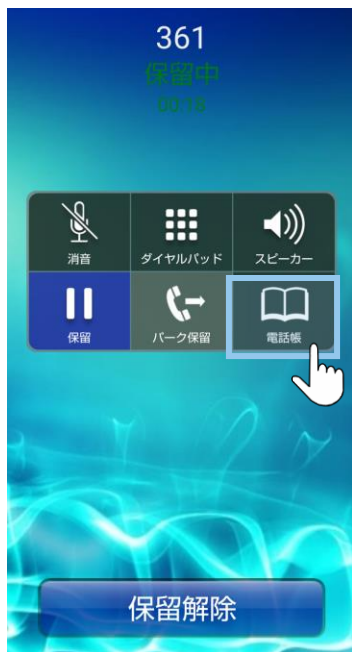 361
保留中
00:18
消音 ダイヤルパッド スピーカー
保留 パーク保留 電話帳
保留解除